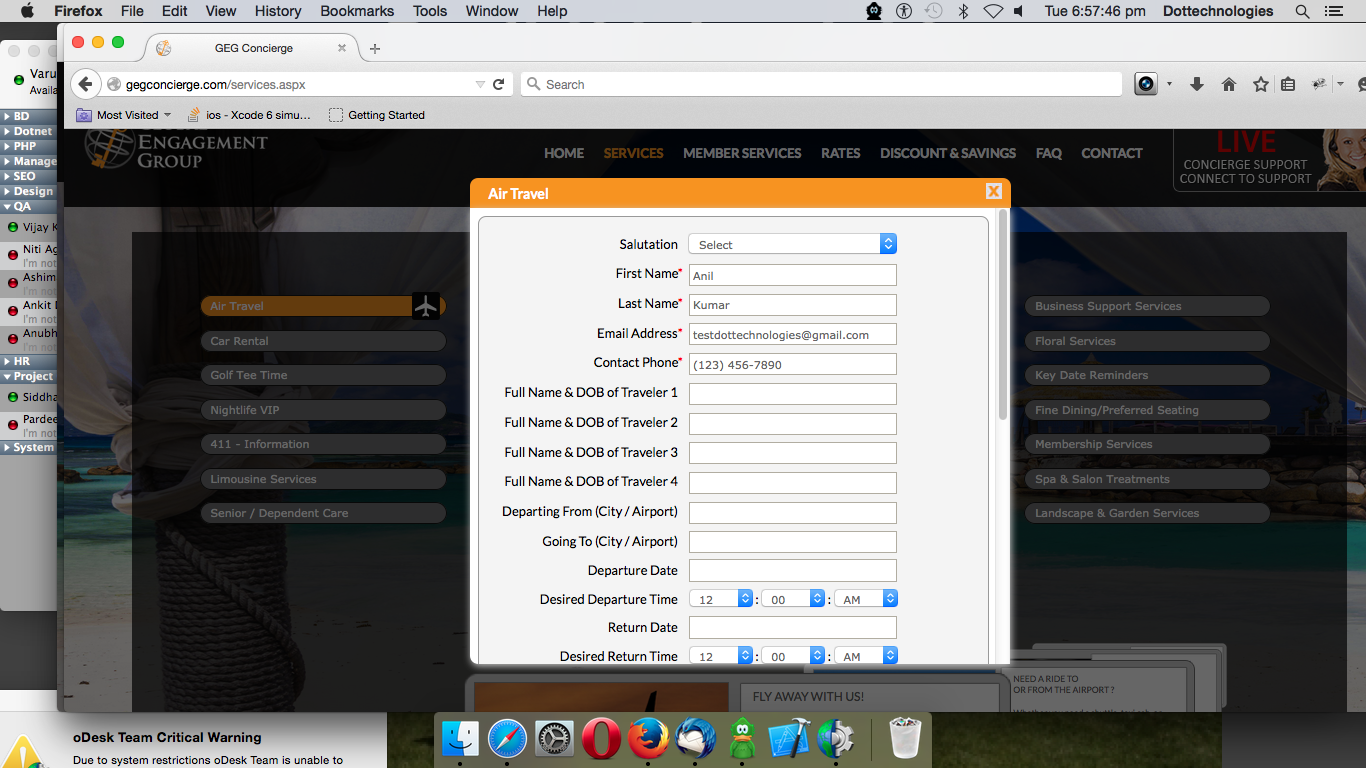 Firefox File Edit View History Bookmarks Tools Window Help Tue 6:57:46 pm Dottechnologies
GEG Concierge
gegconcierge.com/services.aspx
Search
Most Visited ios - Xcode 6 simu... Getting Started
Varu
Availa
BD
Dotnet
PHP
Manage
SEO
Design
QA
Vijay K
Niti Ag
I'm not
Ashim
I'm not
Ankit
I'm not
Anubh
I'm not
HR
Project
Siddha
Pardee
I'm not
System
ENGAGEMENT
GROUP
HOME SERVICES MEMBER SERVICES RATES DISCOUNT & SAVINGS FAQ CONTACT
LIVE
CONCIERGE SUPPORT
CONNECT TO SUPPORT
Air Travel
Car Rental
Golf Tee Time
Nightlife VIP
411 - Information
Limousine Services
Senior / Dependent Care
Air Travel X
Salutation Select
First Name* Anil
Last Name* Kumar
Email Address* testdottechnologies@gmail.com
Contact Phone* (123) 456-7890
Full Name & DOB of Traveler 1
Full Name & DOB of Traveler 2
Full Name & DOB of Traveler 3
Full Name & DOB of Traveler 4
Departing From (City / Airport)
Going To (City / Airport)
Departure Date
Desired Departure Time 12 : 00 : AM
Return Date
Desired Return Time 12 : 00 : AM
Business Support Services
Floral Services
Key Date Reminders
Fine Dining/Preferred Seating
Membership Services
Spa & Salon Treatments
Landscape & Garden Services
FLY AWAY WITH US!
NEED A RIDE TO
OR FROM THE AIRPORT ?
oDesk Team Critical Warning
Due to system restrictions oDesk Team is unable to